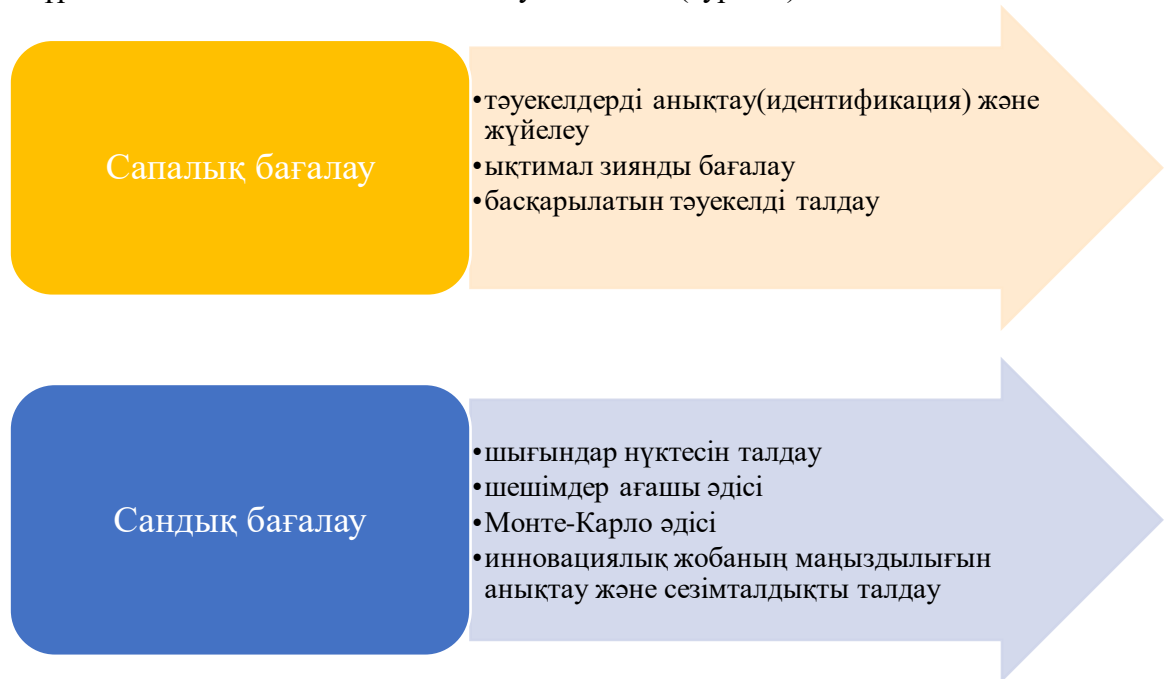 Сапалық бағалау
•тәуекелдерді анықтау(идентификация) және
жүйелеу
•ықтимал зиянды бағалау
•басқарылатын тәуекелді талдау
Сандық бағалау
•шығындар нүктесін талдау
•шешімдер ағашы әдісі
•Монте-Карло әдісі
•инновациялық жобаның маңыздылығын
анықтау және сезімталдықты талдау